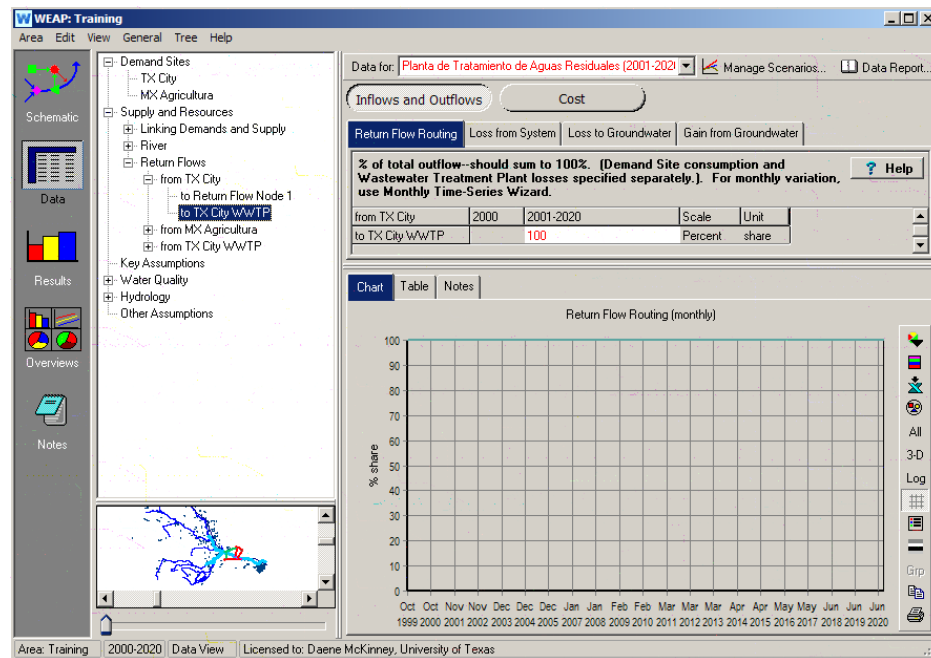 WEAP: Training
Area Edit View General Tree Help
Schematic
Data
Results
Overviews
Notes
Demand Sites
TX City
MX Agricultura
Supply and Resources
Linking Demands and Supply
River
Return Flows
from TX City
to Return Flow Node 1
to TX City WWTP
from MX Agricultura
from TX City WWTP
Key Assumptions
Water Quality
Hydrology
Other Assumptions
Data for: Planta de Tratamiento de Aguas Residuales (2001-202 Manage Scenarios... Data Report...
Inflows and Outflows Cost
Return Flow Routing Loss from System Loss to Groundwater Gain from Groundwater
% of total outflow--should sum to 100%. (Demand Site consumption and
Wastewater Treatment Plant losses specified separately.). For monthly variation,
use Monthly Time-Series Wizard.
? Help
from TX City 2000 2001-2020 Scale Unit
to TX City WWTP 100 Percent share
Chart Table Notes
Return Flow Routing (monthly)
% share
100
90
80
70
60
50
40
30
20
10
0
Oct Oct Nov Nov Dec Dec Dec Jan Jan Feb Feb Mar Mar Mar Apr Apr May May Jun Jun Jun
1999 2000 2001 2002 2003 2004 2005 2006 2007 2008 2010 2011 2012 2013 2014 2015 2016 2017 2018 2019 2020
All
3-D
Log
Grp
Area: Training 2000-2020 Data View Licensed to: Daene McKinney, University of Texas